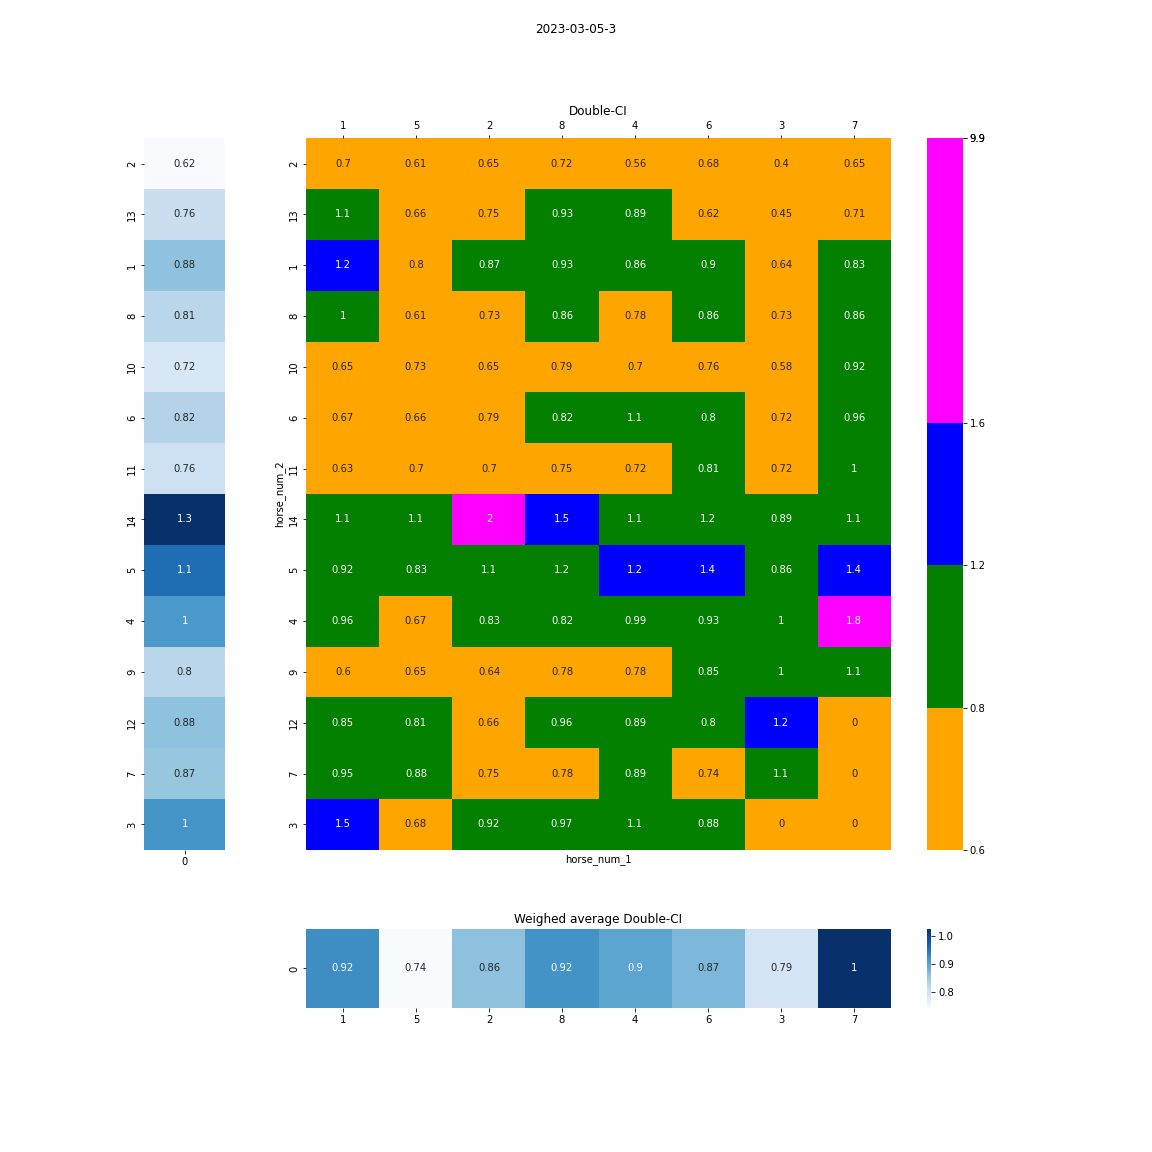 2023-03-05-3
Double-CI
1 5 2 8 4 6 3 7
2 0.62 2 0.7 0.61 0.65 0.72 0.56 0.68 0.4 0.65 9.9
13 0.76 13 1.1 0.66 0.75 0.93 0.89 0.62 0.45 0.71
1 0.88 1 1.2 0.8 0.87 0.93 0.86 0.9 0.64 0.83
8 0.81 8 1 0.61 0.73 0.86 0.78 0.86 0.73 0.86
10 0.72 10 0.65 0.73 0.65 0.79 0.7 0.76 0.58 0.92
6 0.82 6 0.67 0.66 0.79 0.82 1.1 0.8 0.72 0.96 1.6
11 0.76 11 0.63 0.7 0.7 0.75 0.72 0.81 0.72 1
horse_num_2
14 1.3 14 1.1 1.1 2 1.5 1.1 1.2 0.89 1.1
5 1.1 5 0.92 0.83 1.1 1.2 1.2 1.4 0.86 1.4 1.2
4 1 4 0.96 0.67 0.83 0.82 0.99 0.93 1 1.8
9 0.8 9 0.6 0.65 0.64 0.78 0.78 0.85 1 1.1
12 0.88 12 0.85 0.81 0.66 0.96 0.89 0.8 1.2 0 0.8
7 0.87 7 0.95 0.88 0.75 0.78 0.89 0.74 1.1 0
3 1 3 1.5 0.68 0.92 0.97 1.1 0.88 0 0 0.6
0 horse_num_1
Weighed average Double-CI
0 0.92 0.74 0.86 0.92 0.9 0.87 0.79 1
1.0
0.9
0.8
1 5 2 8 4 6 3 7